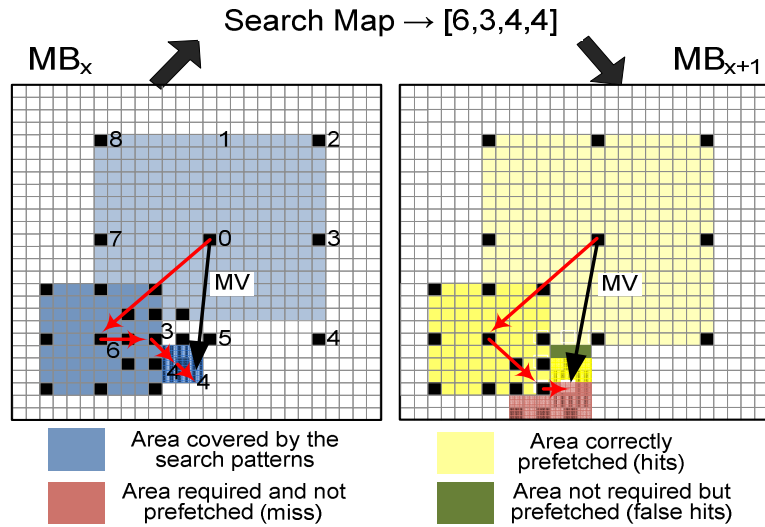 Search Map → [6,3,4,4]
MBx
MBx+1
8 1 2
7 0 3
MV
MV
6 3 5 4
4 4
Area covered by the
search patterns
Area correctly
prefetched (hits)
Area required and not
prefetched (miss)
Area not required but
prefetched (false hits)